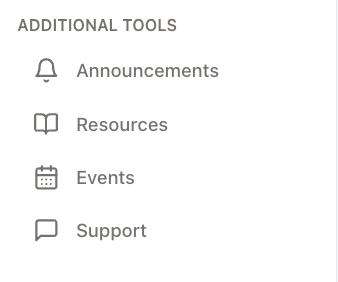 ADDITIONAL TOOLS
Announcements
Resources
Events
Support